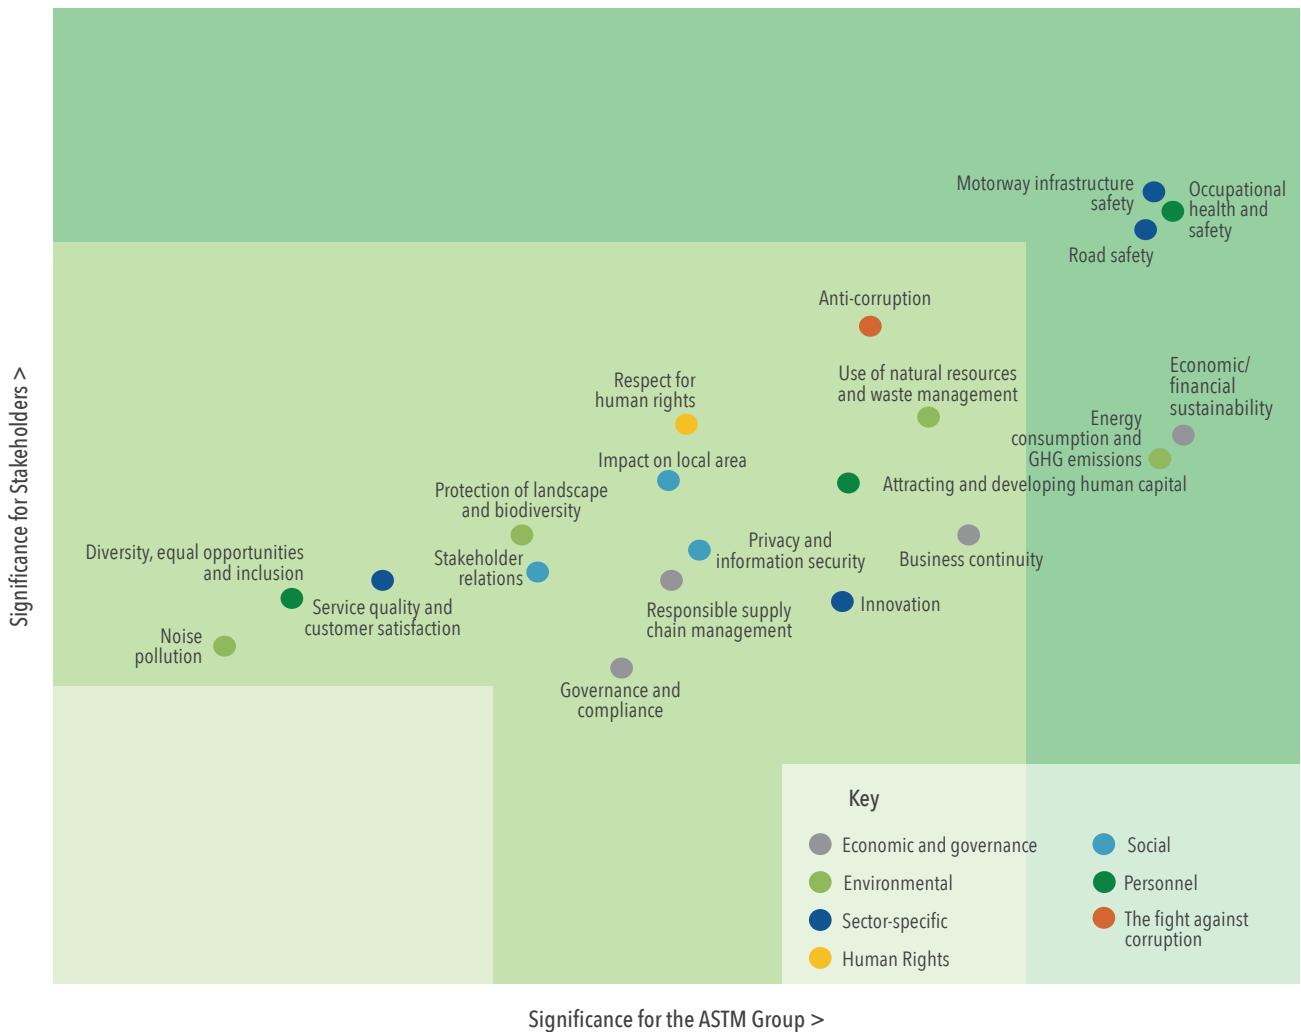 Motorway infrastructure
safety
Occupational
health and
safety
Road safety
Anti-corruption
Use of natural resources
and waste management
Respect for
human rights
Economic/
financial
sustainability
Energy
consumption and
GHG emissions
Impact on local area
Attracting and developing human capital
Protection of landscape
and biodiversity
Privacy and
information security
Business continuity
Diversity, equal opportunities
and inclusion
Stakeholder
relations
Service quality and
customer satisfaction
Responsible supply
chain management
Innovation
Noise
pollution
Governance and
compliance
Significance for Stakeholders >
Key
Economic and governance
Environmental
Sector-specific
Human Rights
Social
Personnel
The fight against
corruption
Significance for the ASTM Group >